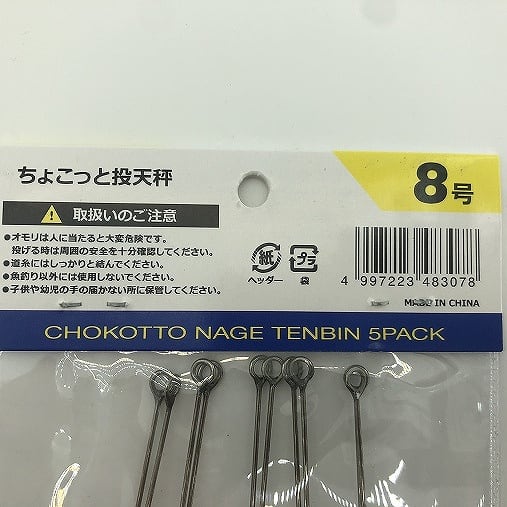 ちょこっと投天秤
8号
⚠ 取扱いのご注意
●オモリは人に当たると大変危険です。
投げる時は周囲の安全を十分確認してください。
●道糸にはしっかりと結んでください。
●魚釣り以外には使用しないでください。
●子供や幼児の手の届かない所に保管してください。
紙
ヘッダー
プラ
袋
4 997223 483078
MADE IN CHINA
CHOKOTTO NAGE TENBIN 5PACK